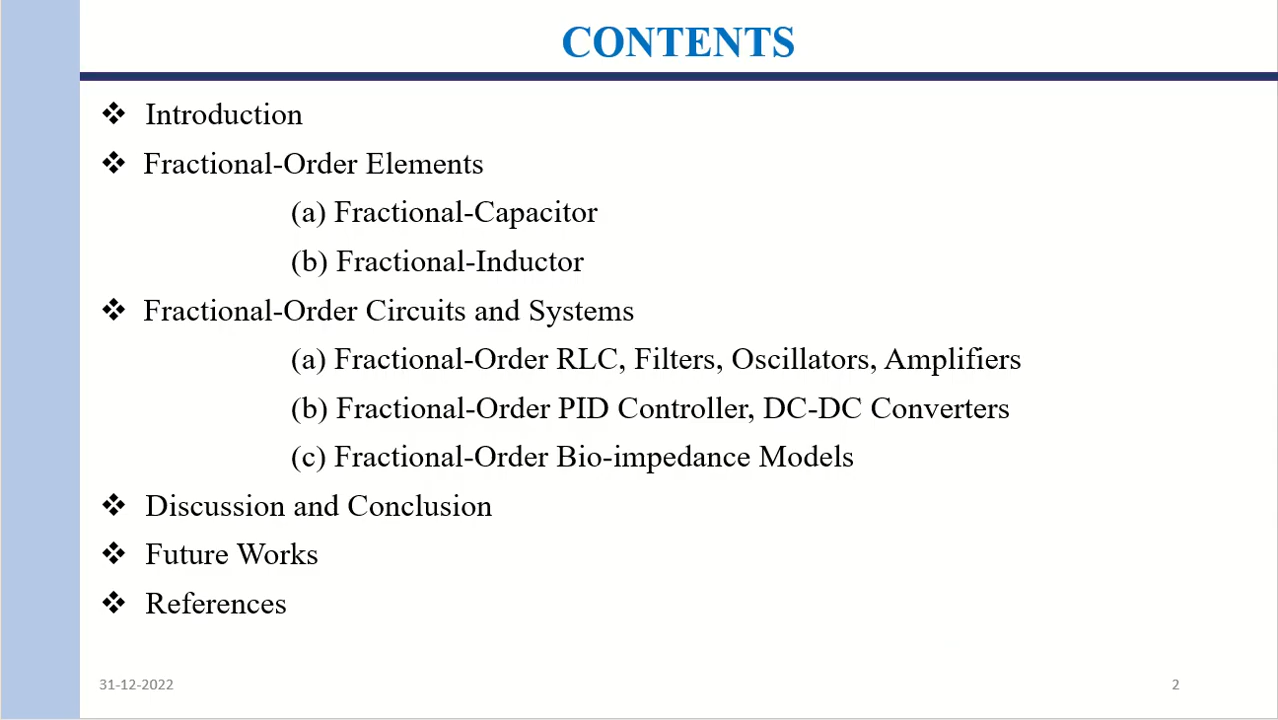 CONTENTS
❖ Introduction
❖ Fractional-Order Elements
(a) Fractional-Capacitor
(b) Fractional-Inductor
❖ Fractional-Order Circuits and Systems
(a) Fractional-Order RLC, Filters, Oscillators, Amplifiers
(b) Fractional-Order PID Controller, DC-DC Converters
(c) Fractional-Order Bio-impedance Models
❖ Discussion and Conclusion
❖ Future Works
❖ References
31-12-2022
2